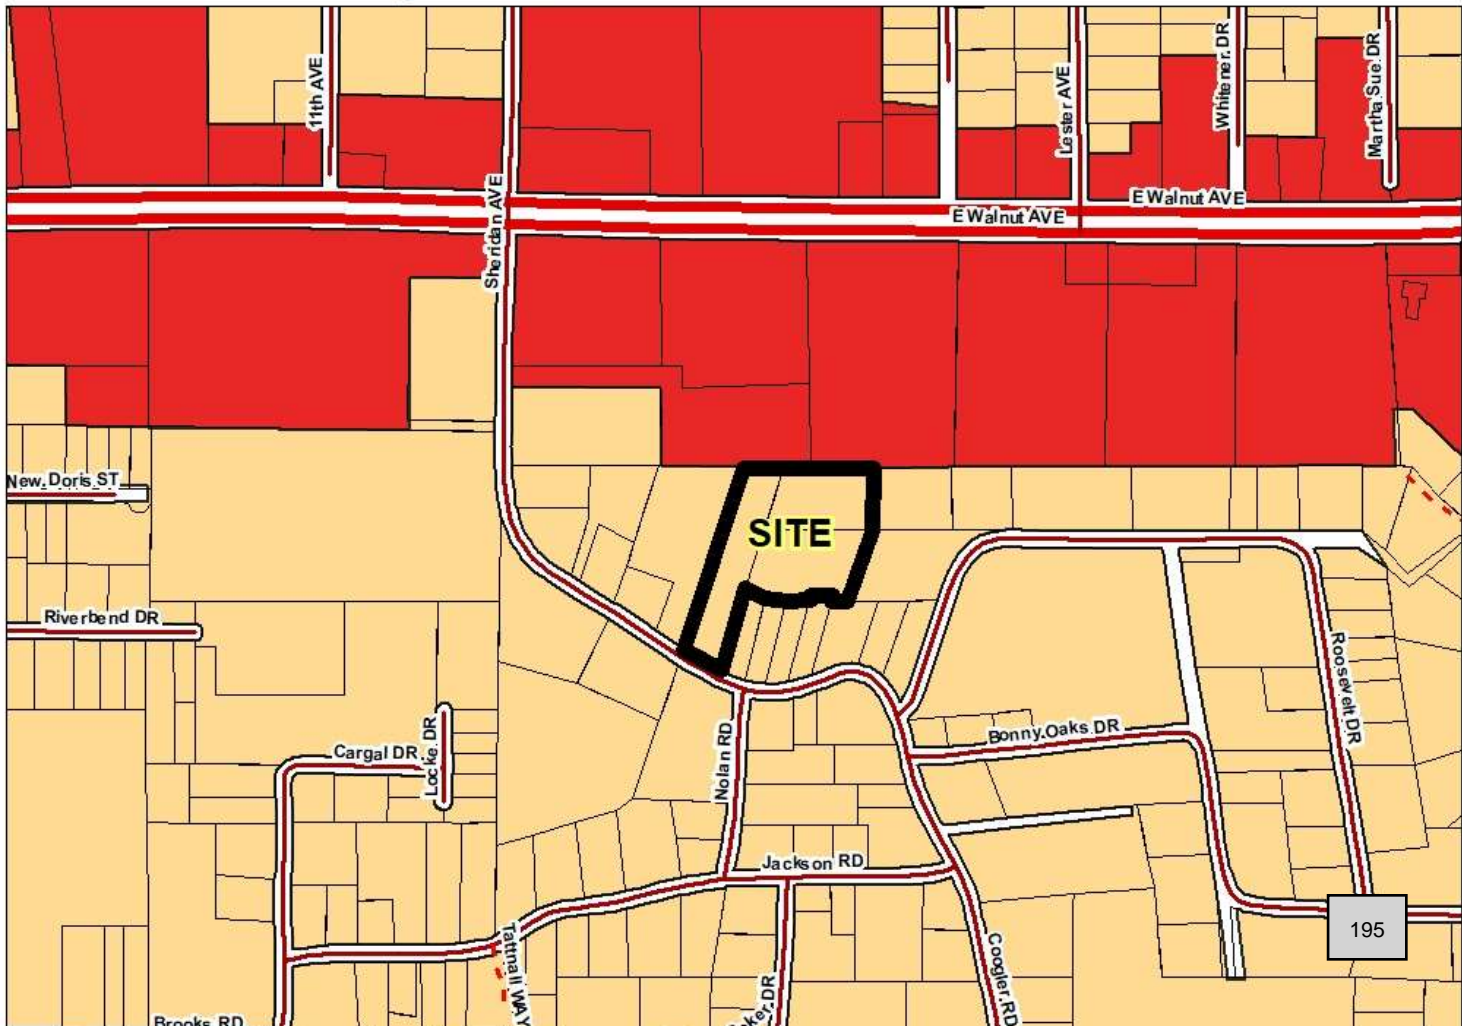 11th AVE
Lester AVE
Whitener DR
Martha Sue DR
Sheridan AVE
E Walnut AVE
E Walnut AVE
New Doris ST
SITE
Riverbend DR
Roosevelt DR
Cargal DR
Locke DR
Nolan RD
Bonny Oaks DR
Jackson RD
195
Tattnall WAY
Coogler RD
Brooks RD